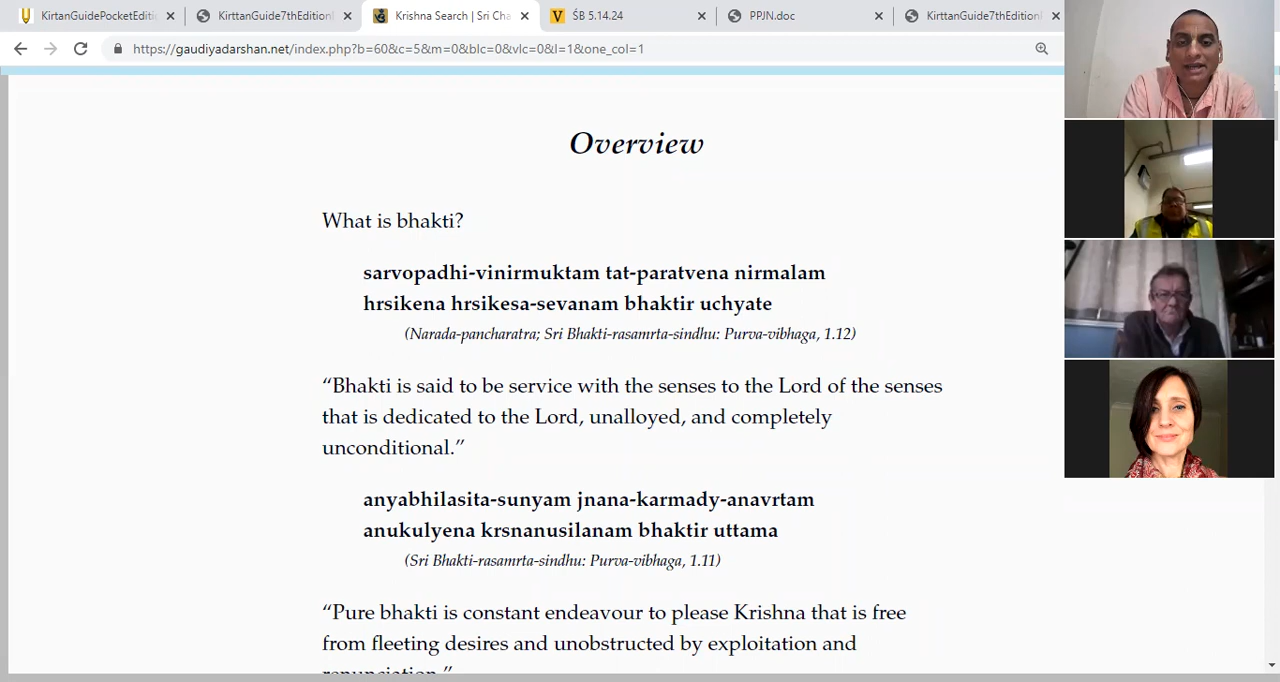 KirtanGuidePocketEditi
KirttanGuide7thEdition
Krishna Search | Sri Cha
ŚB 5.14.24
PPJN.doc
KirttanGuide7thEdition
https://gaudiyadarshan.net/index.php?b=60&c=5&m=0&blc=0&vlc=0&l=1&one_col=1
Overview
What is bhakti?
sarvopadhi-vinirmuktam tat-paratvena nirmalam
hrsikena hrsikesa-sevanam bhaktir uchyate
(Narada-pancharatra; Sri Bhakti-rasamrta-sindhu: Purva-vibhaga, 1.12)
“Bhakti is said to be service with the senses to the Lord of the senses
that is dedicated to the Lord, unalloyed, and completely
unconditional.”
anyabhilasita-sunyam jnana-karmady-anavrtam
anukulyena krsnanusilanam bhaktir uttama
(Sri Bhakti-rasamrta-sindhu: Purva-vibhaga, 1.11)
“Pure bhakti is constant endeavour to please Krishna that is free
from fleeting desires and unobstructed by exploitation and
renunciation.”